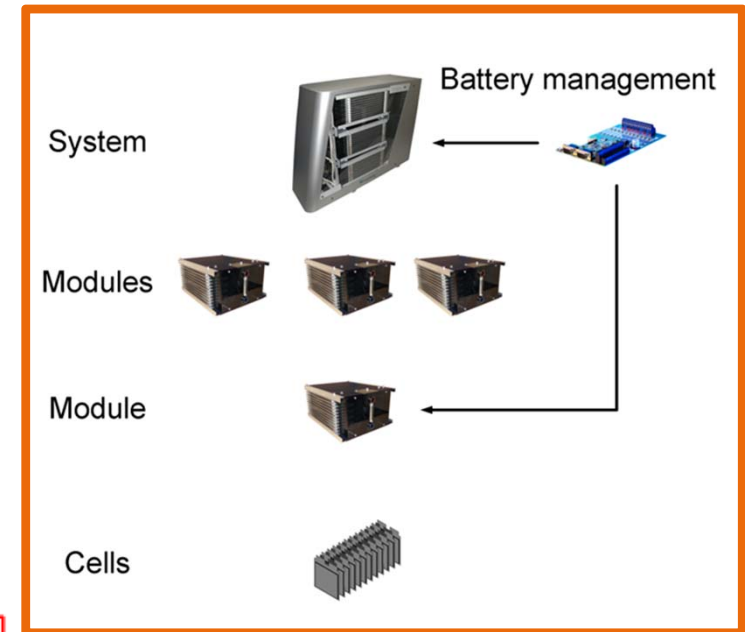 Battery management
System
Modules
Module
Cells